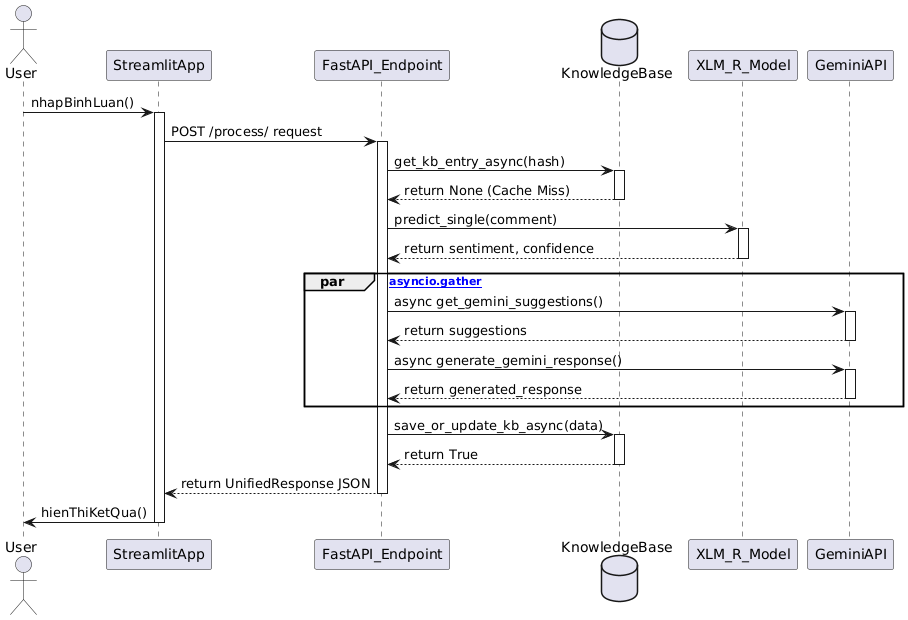 User
StreamlitApp
FastAPI_Endpoint
KnowledgeBase
XLM_R_Model
GeminiAPI
nhapBinhLuan()
POST /process/ request
get_kb_entry_async(hash)
return None (Cache Miss)
predict_single(comment)
return sentiment, confidence
par
asyncio.gather
async get_gemini_suggestions()
return suggestions
async generate_gemini_response()
return generated_response
save_or_update_kb_async(data)
return True
return UnifiedResponse JSON
hienThiKetQua()
User
StreamlitApp
FastAPI_Endpoint
KnowledgeBase
XLM_R_Model
GeminiAPI